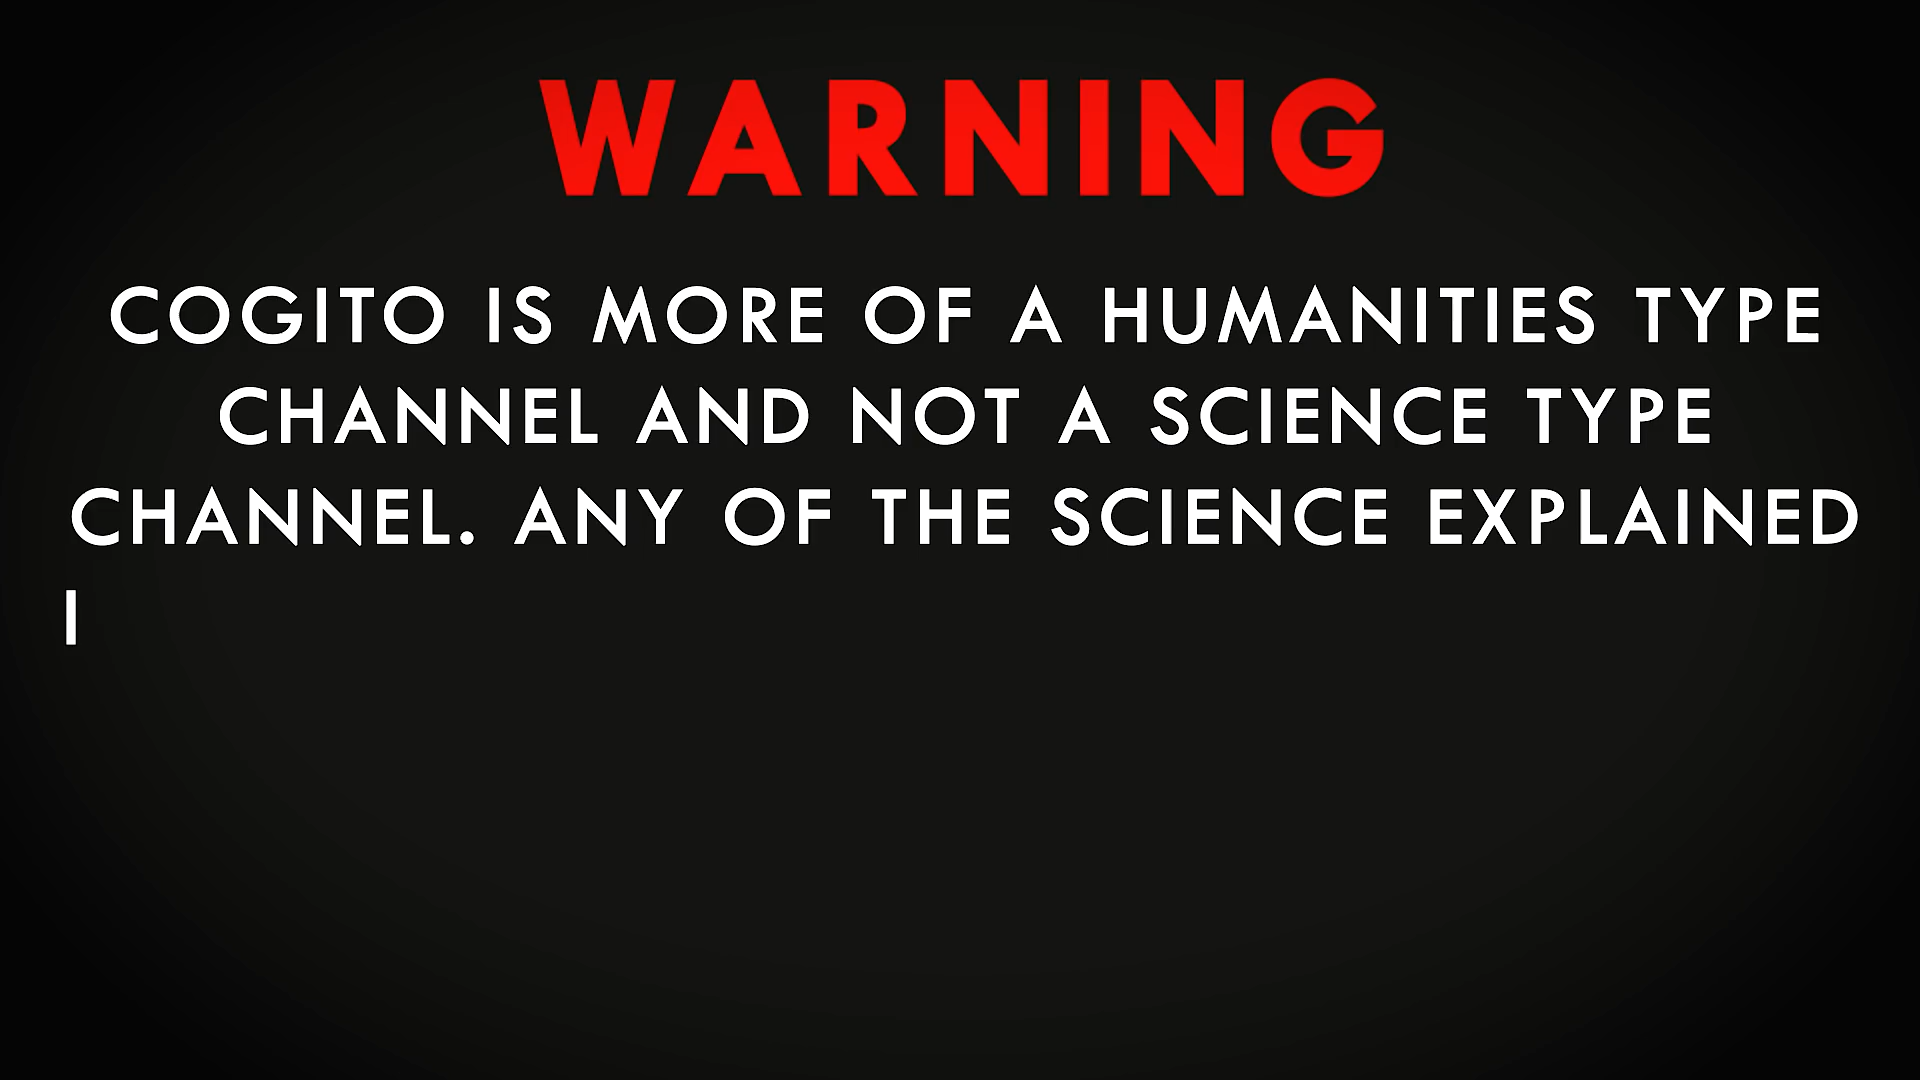 WARNING
COGITO IS MORE OF A HUMANITIES TYPE
CHANNEL AND NOT A SCIENCE TYPE
CHANNEL. ANY OF THE SCIENCE EXPLAINED
I